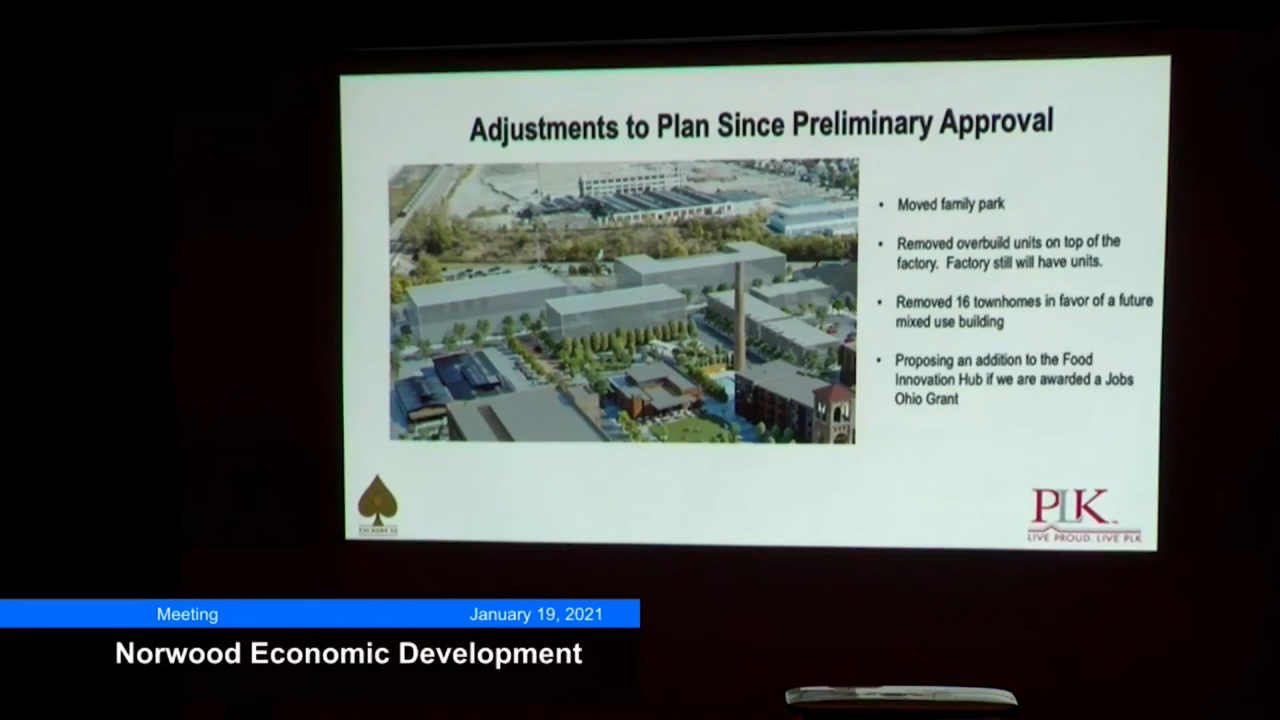 Adjustments to Plan Since Preliminary Approval
• Moved family park
• Removed overbuild units on top of the
factory. Factory still will have units.
• Removed 16 townhomes in favor of a future
mixed use building
• Proposing an addition to the Food
Innovation Hub if we are awarded a Jobs
Ohio Grant
PLK
LIVE PROUD. LIVE PLK
Meeting January 19, 2021
Norwood Economic Development